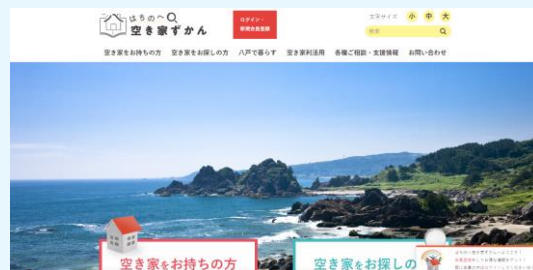 はちのへ
空き家ずかん
ログイン・
新規会員登録
文字サイズ 小 中 大
検索
空き家をお持ちの方 空き家をお探しの方 八戸で暮らす 空き家利活用 各種ご相談・支援情報 お問い合わせ
空き家をお持ちの方
空き家をお探しの